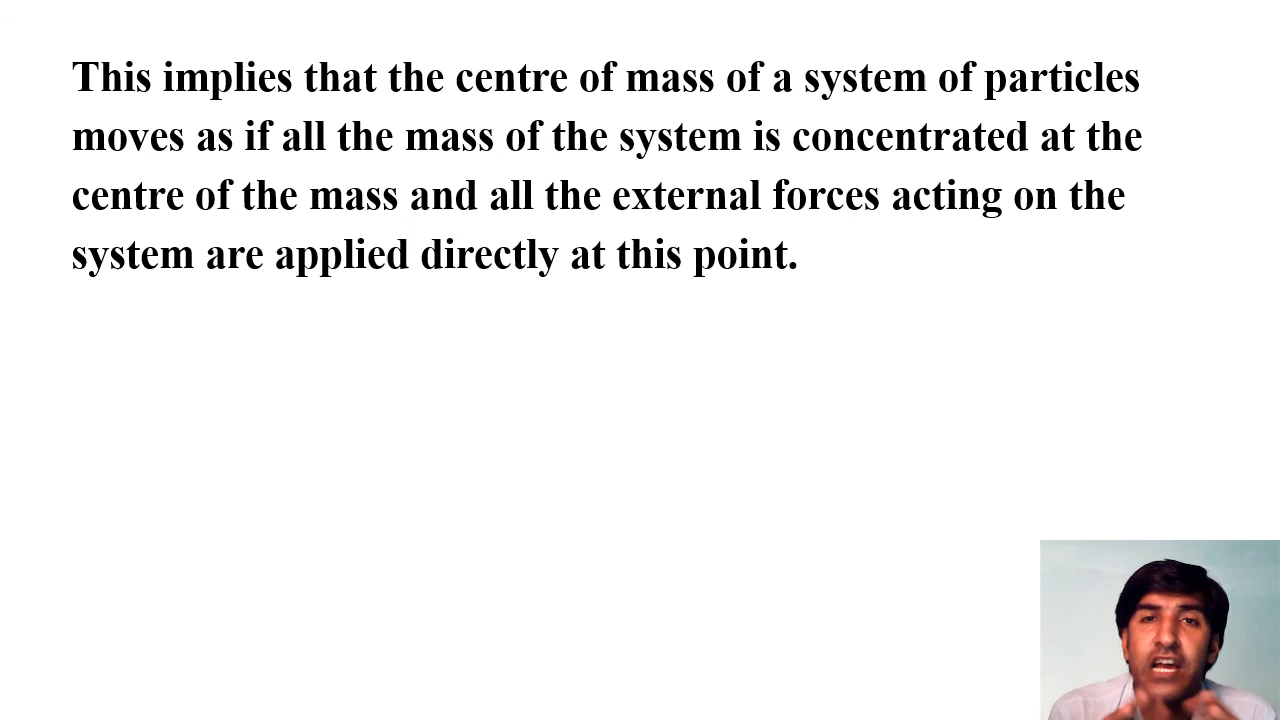 This implies that the centre of mass of a system of particles
moves as if all the mass of the system is concentrated at the
centre of the mass and all the external forces acting on the
system are applied directly at this point.